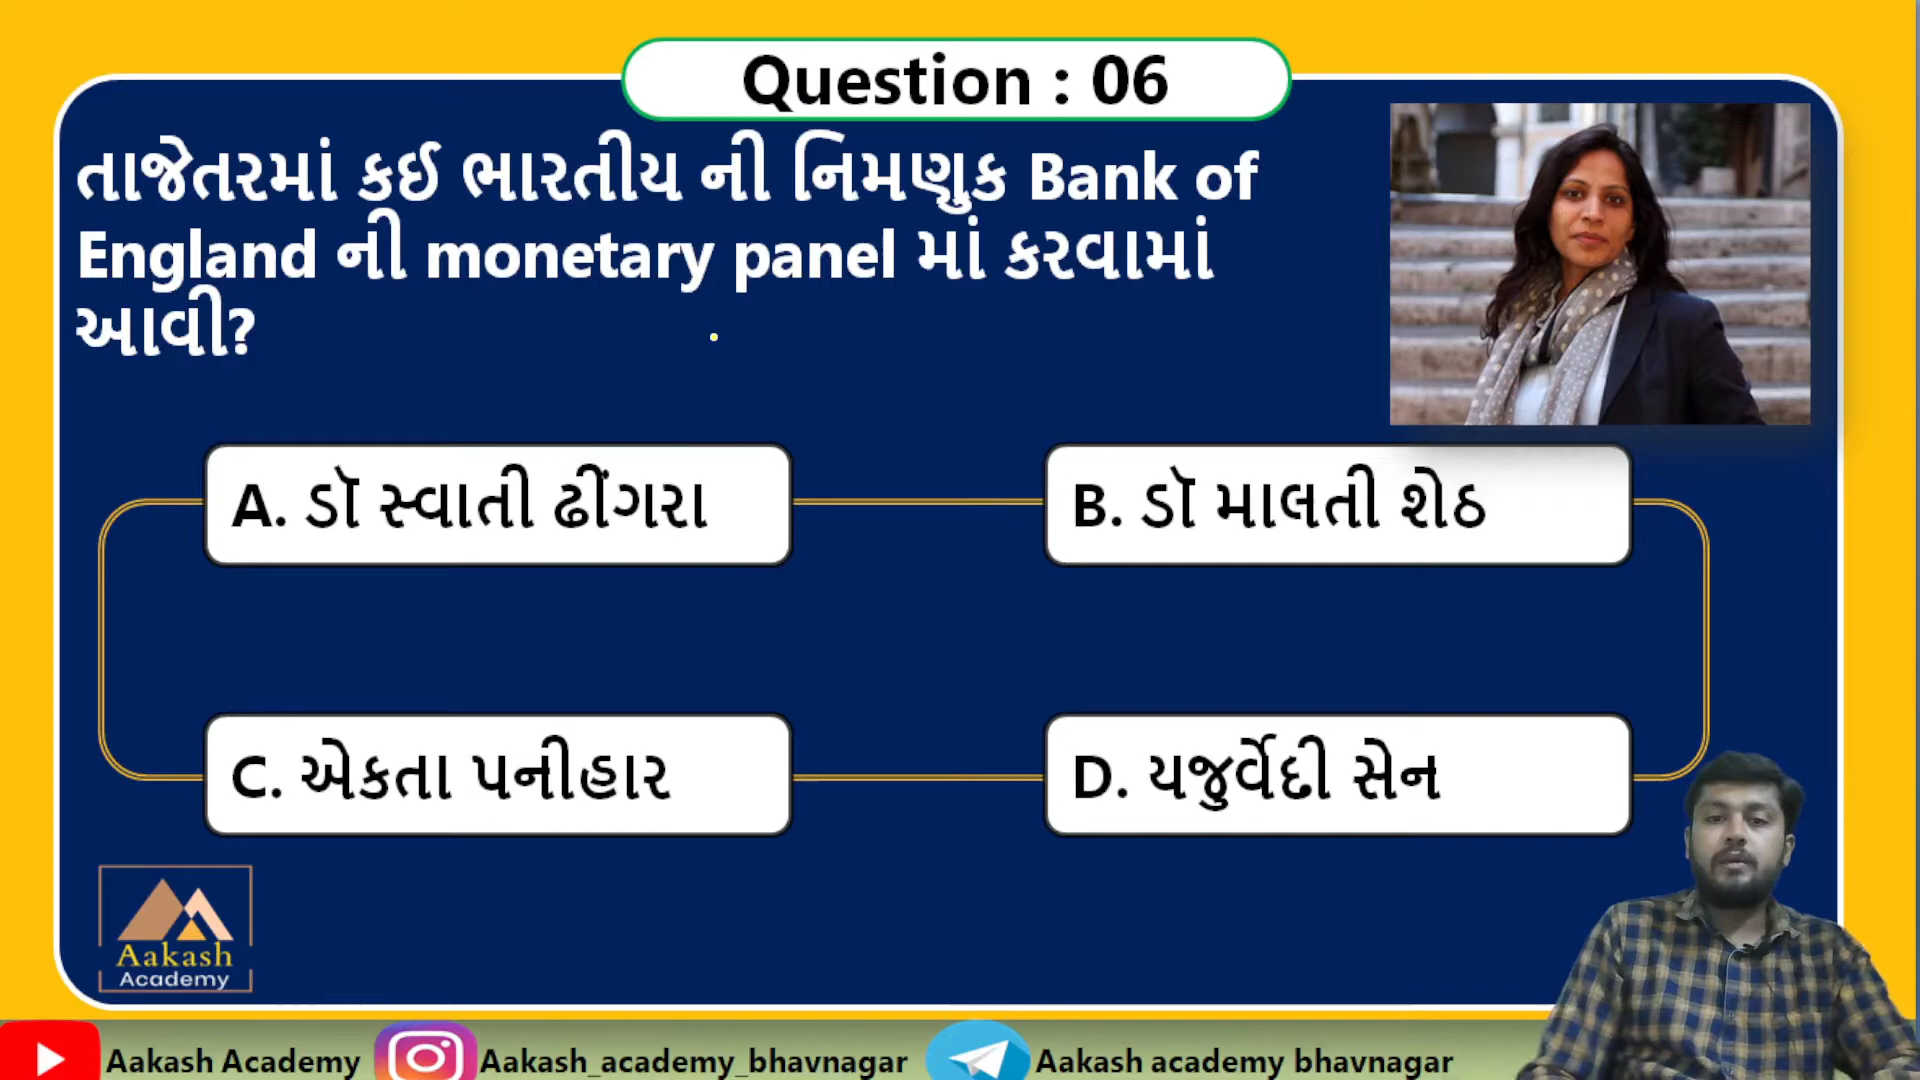 Question : 06
તાજેતરમાં કઈ ભારતીય ની નિમણુક Bank of
England ની monetary panel માં કરવામાં
આવી?
A. ડૉ સ્વાતી ઢીંગરા
B. ડૉ માલતી શેઠ
C. એકતા પનીહાર
D. યજુર્વેદી સેન
Aakash
Academy
Aakash Academy
Aakash_academy_bhavnagar
Aakash academy bhavnagar